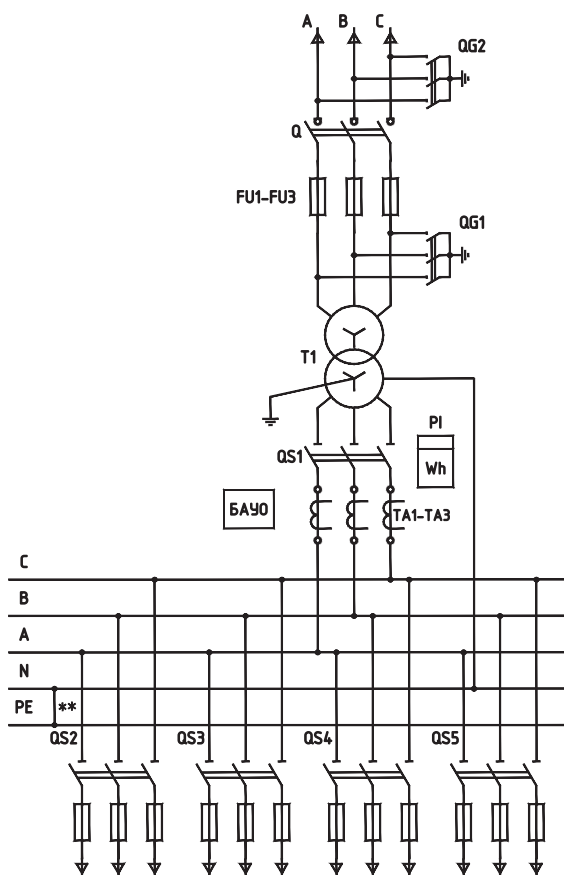 A B C
QG2
Q
FU1-FU3
QG1
T1
PI
QS1
Wh
БАУО
TA1-TA3
C
B
A
N
PE **
QS2 QS3 QS4 QS5